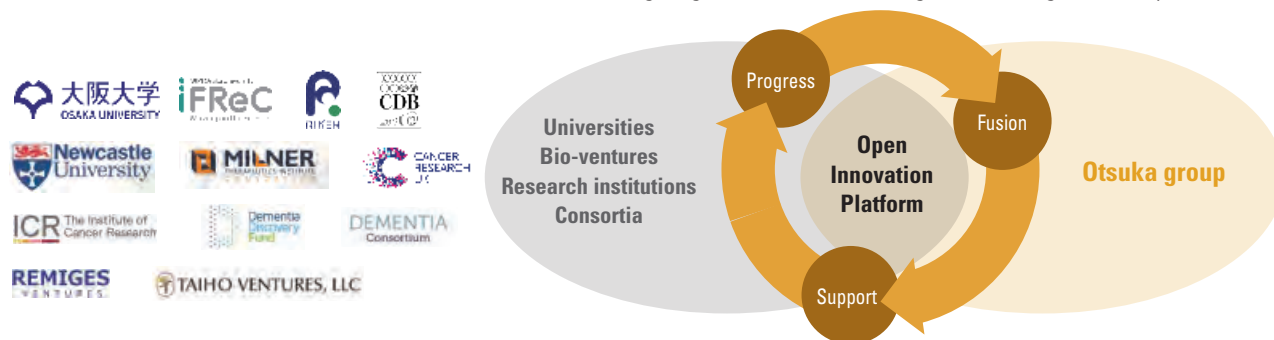 大阪大学
OSAKA UNIVERSITY
iFReC
RIKEN
CDB
Newcastle
University
MILNER
THERAPEUTICS INSTITUTE
CANCER
RESEARCH
UK
ICR The Institute of
Cancer Research
Dementia
Discovery
Fund
DEMENTIA
Consortium
REMIGES
VENTURES
TAIHO VENTURES, LLC
Progress
Fusion
Support
Universities
Bio-ventures
Research institutions
Consortia
Open
Innovation
Platform
Otsuka group